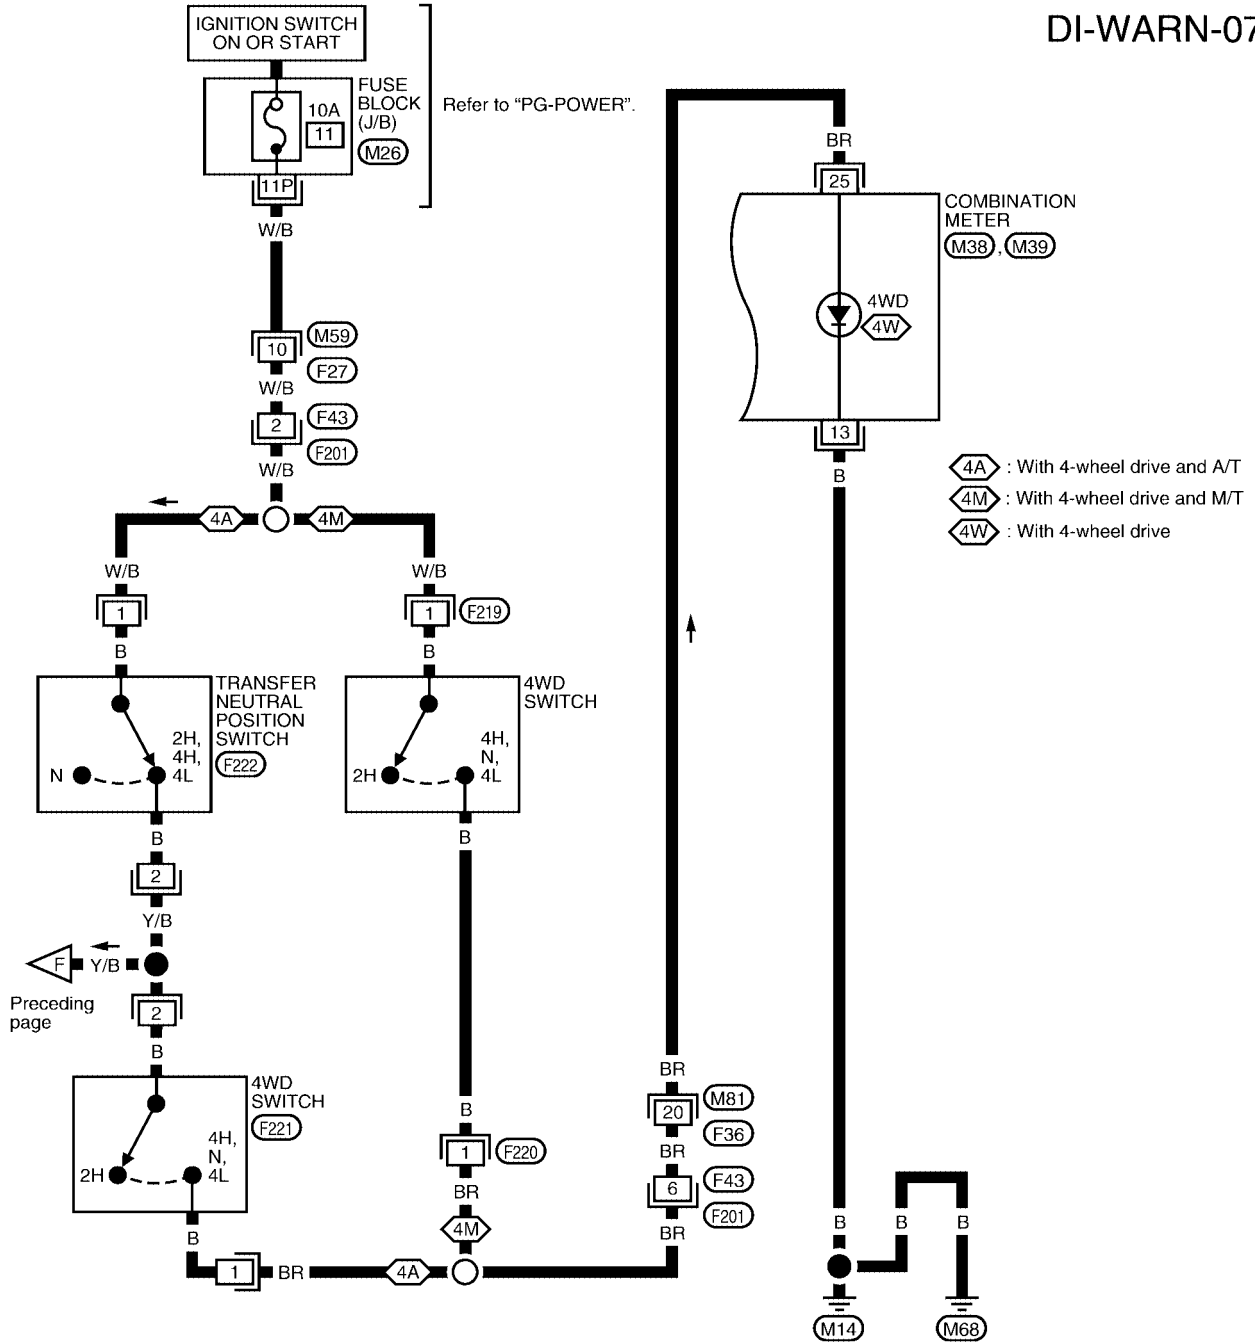 DI-WARN-07
IGNITION SWITCH
ON OR START
FUSE
BLOCK
(J/B)
M26
10A
11
11P
Refer to “PG-POWER”.
W/B
10
M59
F27
W/B
2
F43
F201
W/B
4A
4M
W/B
W/B
1
1
F219
B
B
TRANSFER
NEUTRAL
POSITION
SWITCH
F222
2H,
4H,
4L
N
4WD
SWITCH
4H,
N,
4L
2H
B
B
2
Y/B
F
Y/B
Preceding
page
2
B
4WD
SWITCH
F221
4H,
N,
4L
2H
B
1
BR
4A
B
1
F220
BR
4M
BR
20
M81
F36
BR
6
F43
F201
BR
BR
25
COMBINATION
METER
M38 , M39
4WD
4W
13
B
4A : With 4-wheel drive and A/T
4M : With 4-wheel drive and M/T
4W : With 4-wheel drive
B
B
B
M14
M68